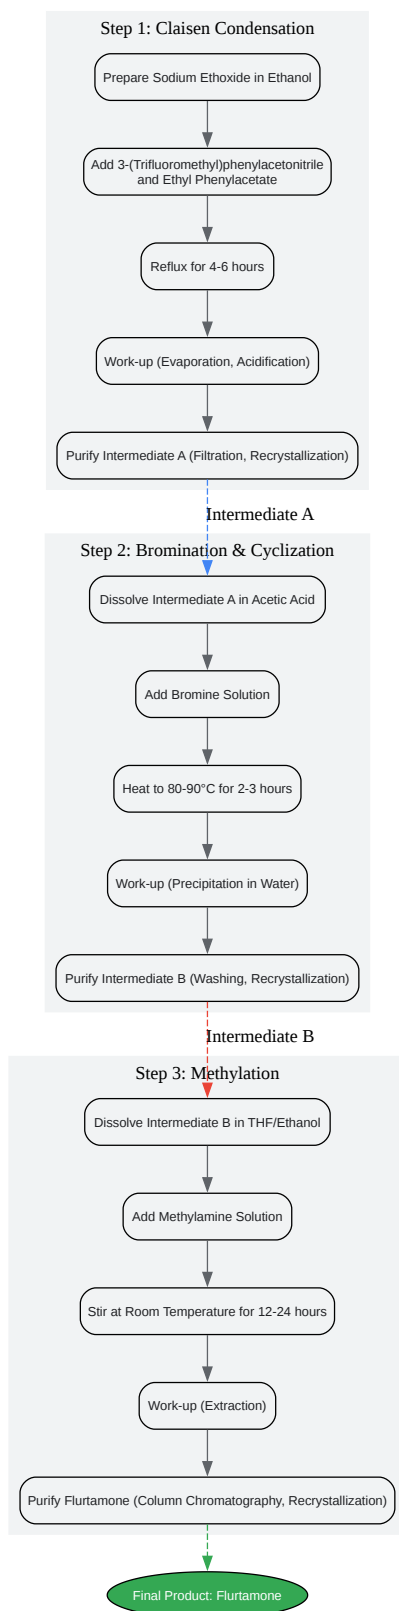 Step 1: Claisen Condensation
Prepare Sodium Ethoxide in Ethanol
Add 3-(Trifluoromethyl)phenylacetonitrile
and Ethyl Phenylacetate
Reflux for 4-6 hours
Work-up (Evaporation, Acidification)
Purify Intermediate A (Filtration, Recrystallization)
Intermediate A
Step 2: Bromination & Cyclization
Dissolve Intermediate A in Acetic Acid
Add Bromine Solution
Heat to 80-90°C for 2-3 hours
Work-up (Precipitation in Water)
Purify Intermediate B (Washing, Recrystallization)
Intermediate B
Step 3: Methylation
Dissolve Intermediate B in THF/Ethanol
Add Methylamine Solution
Stir at Room Temperature for 12-24 hours
Work-up (Extraction)
Purify Flurtamone (Column Chromatography, Recrystallization)
Final Product: Flurtamone